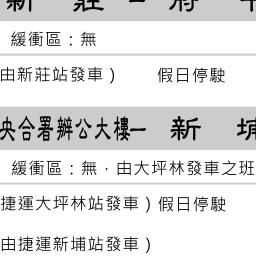 新 莊 － 府 中
緩衝區：無
由新莊站發車） 假日停駛
央合署辦公大樓－ 新 埔
緩衝區：無，由大坪林發車之班
捷運大坪林站發車）假日停駛
由捷運新埔站發車）